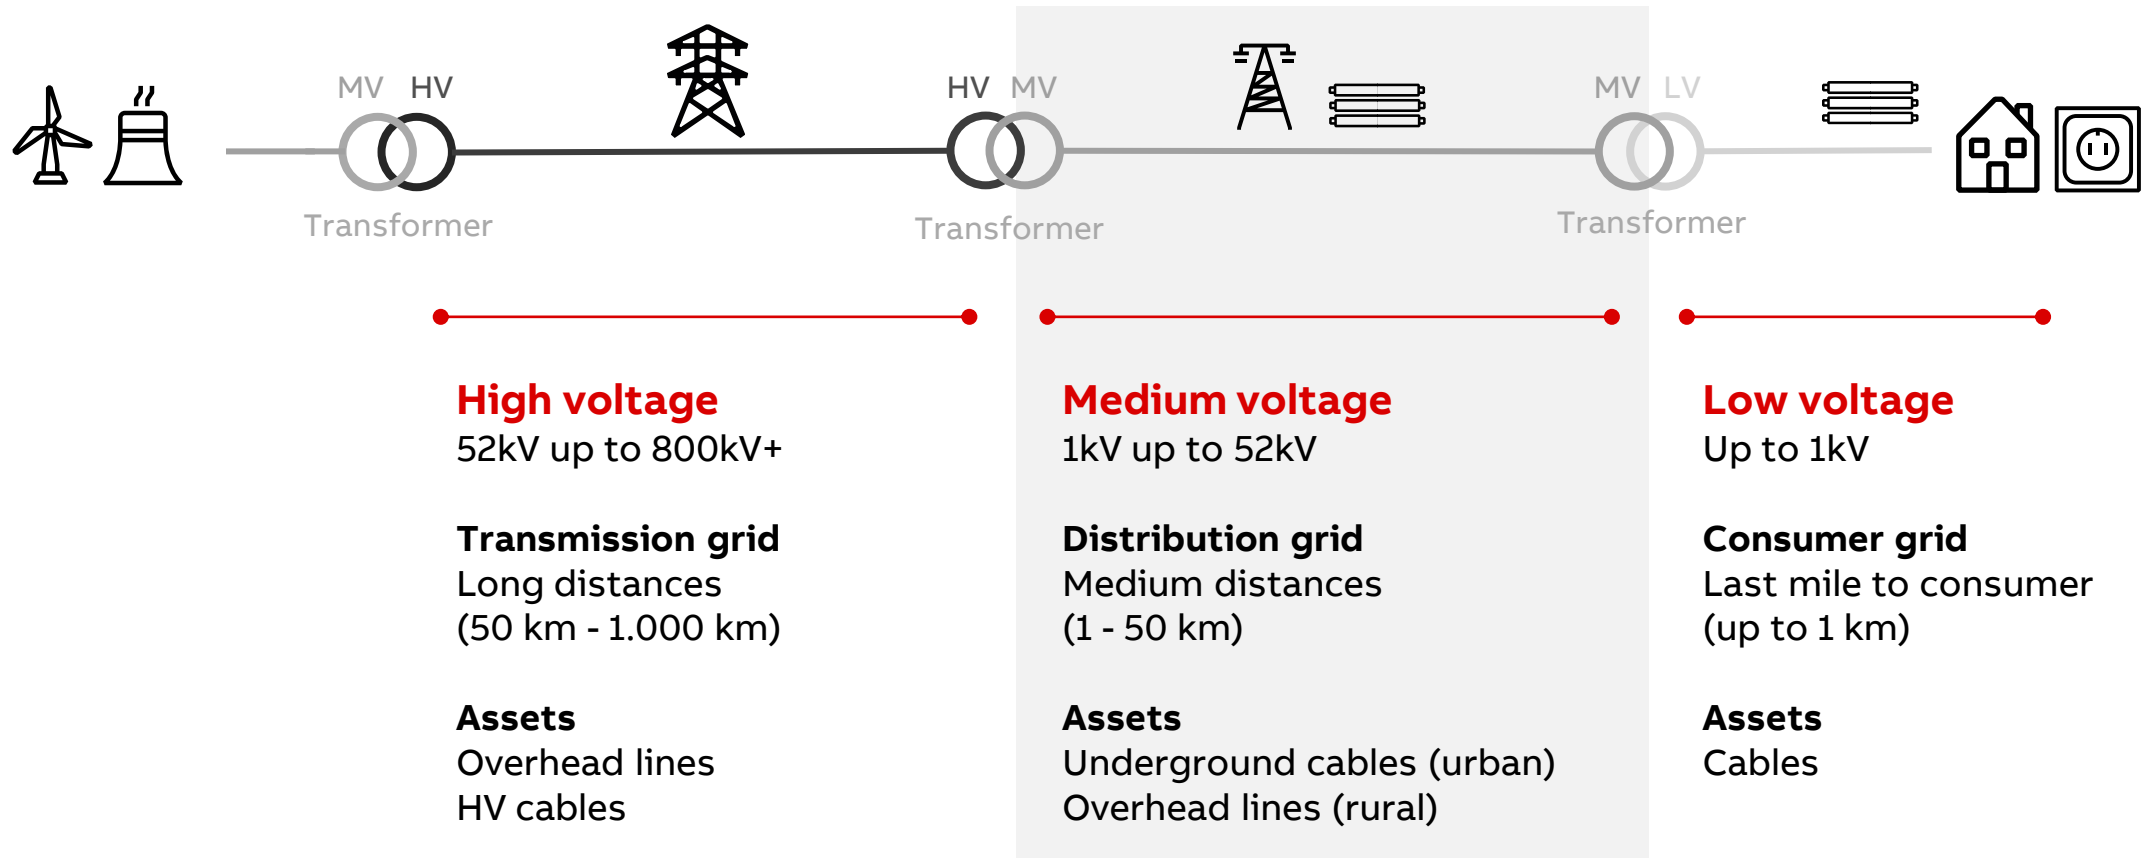 MV HV
HV MV
MV LV
Transformer
Transformer
Transformer
High voltage
52kV up to 800kV+
Transmission grid
Long distances
(50 km - 1.000 km)
Assets
Overhead lines
HV cables
Medium voltage
1kV up to 52kV
Distribution grid
Medium distances
(1 - 50 km)
Assets
Underground cables (urban)
Overhead lines (rural)
Low voltage
Up to 1kV
Consumer grid
Last mile to consumer
(up to 1 km)
Assets
Cables